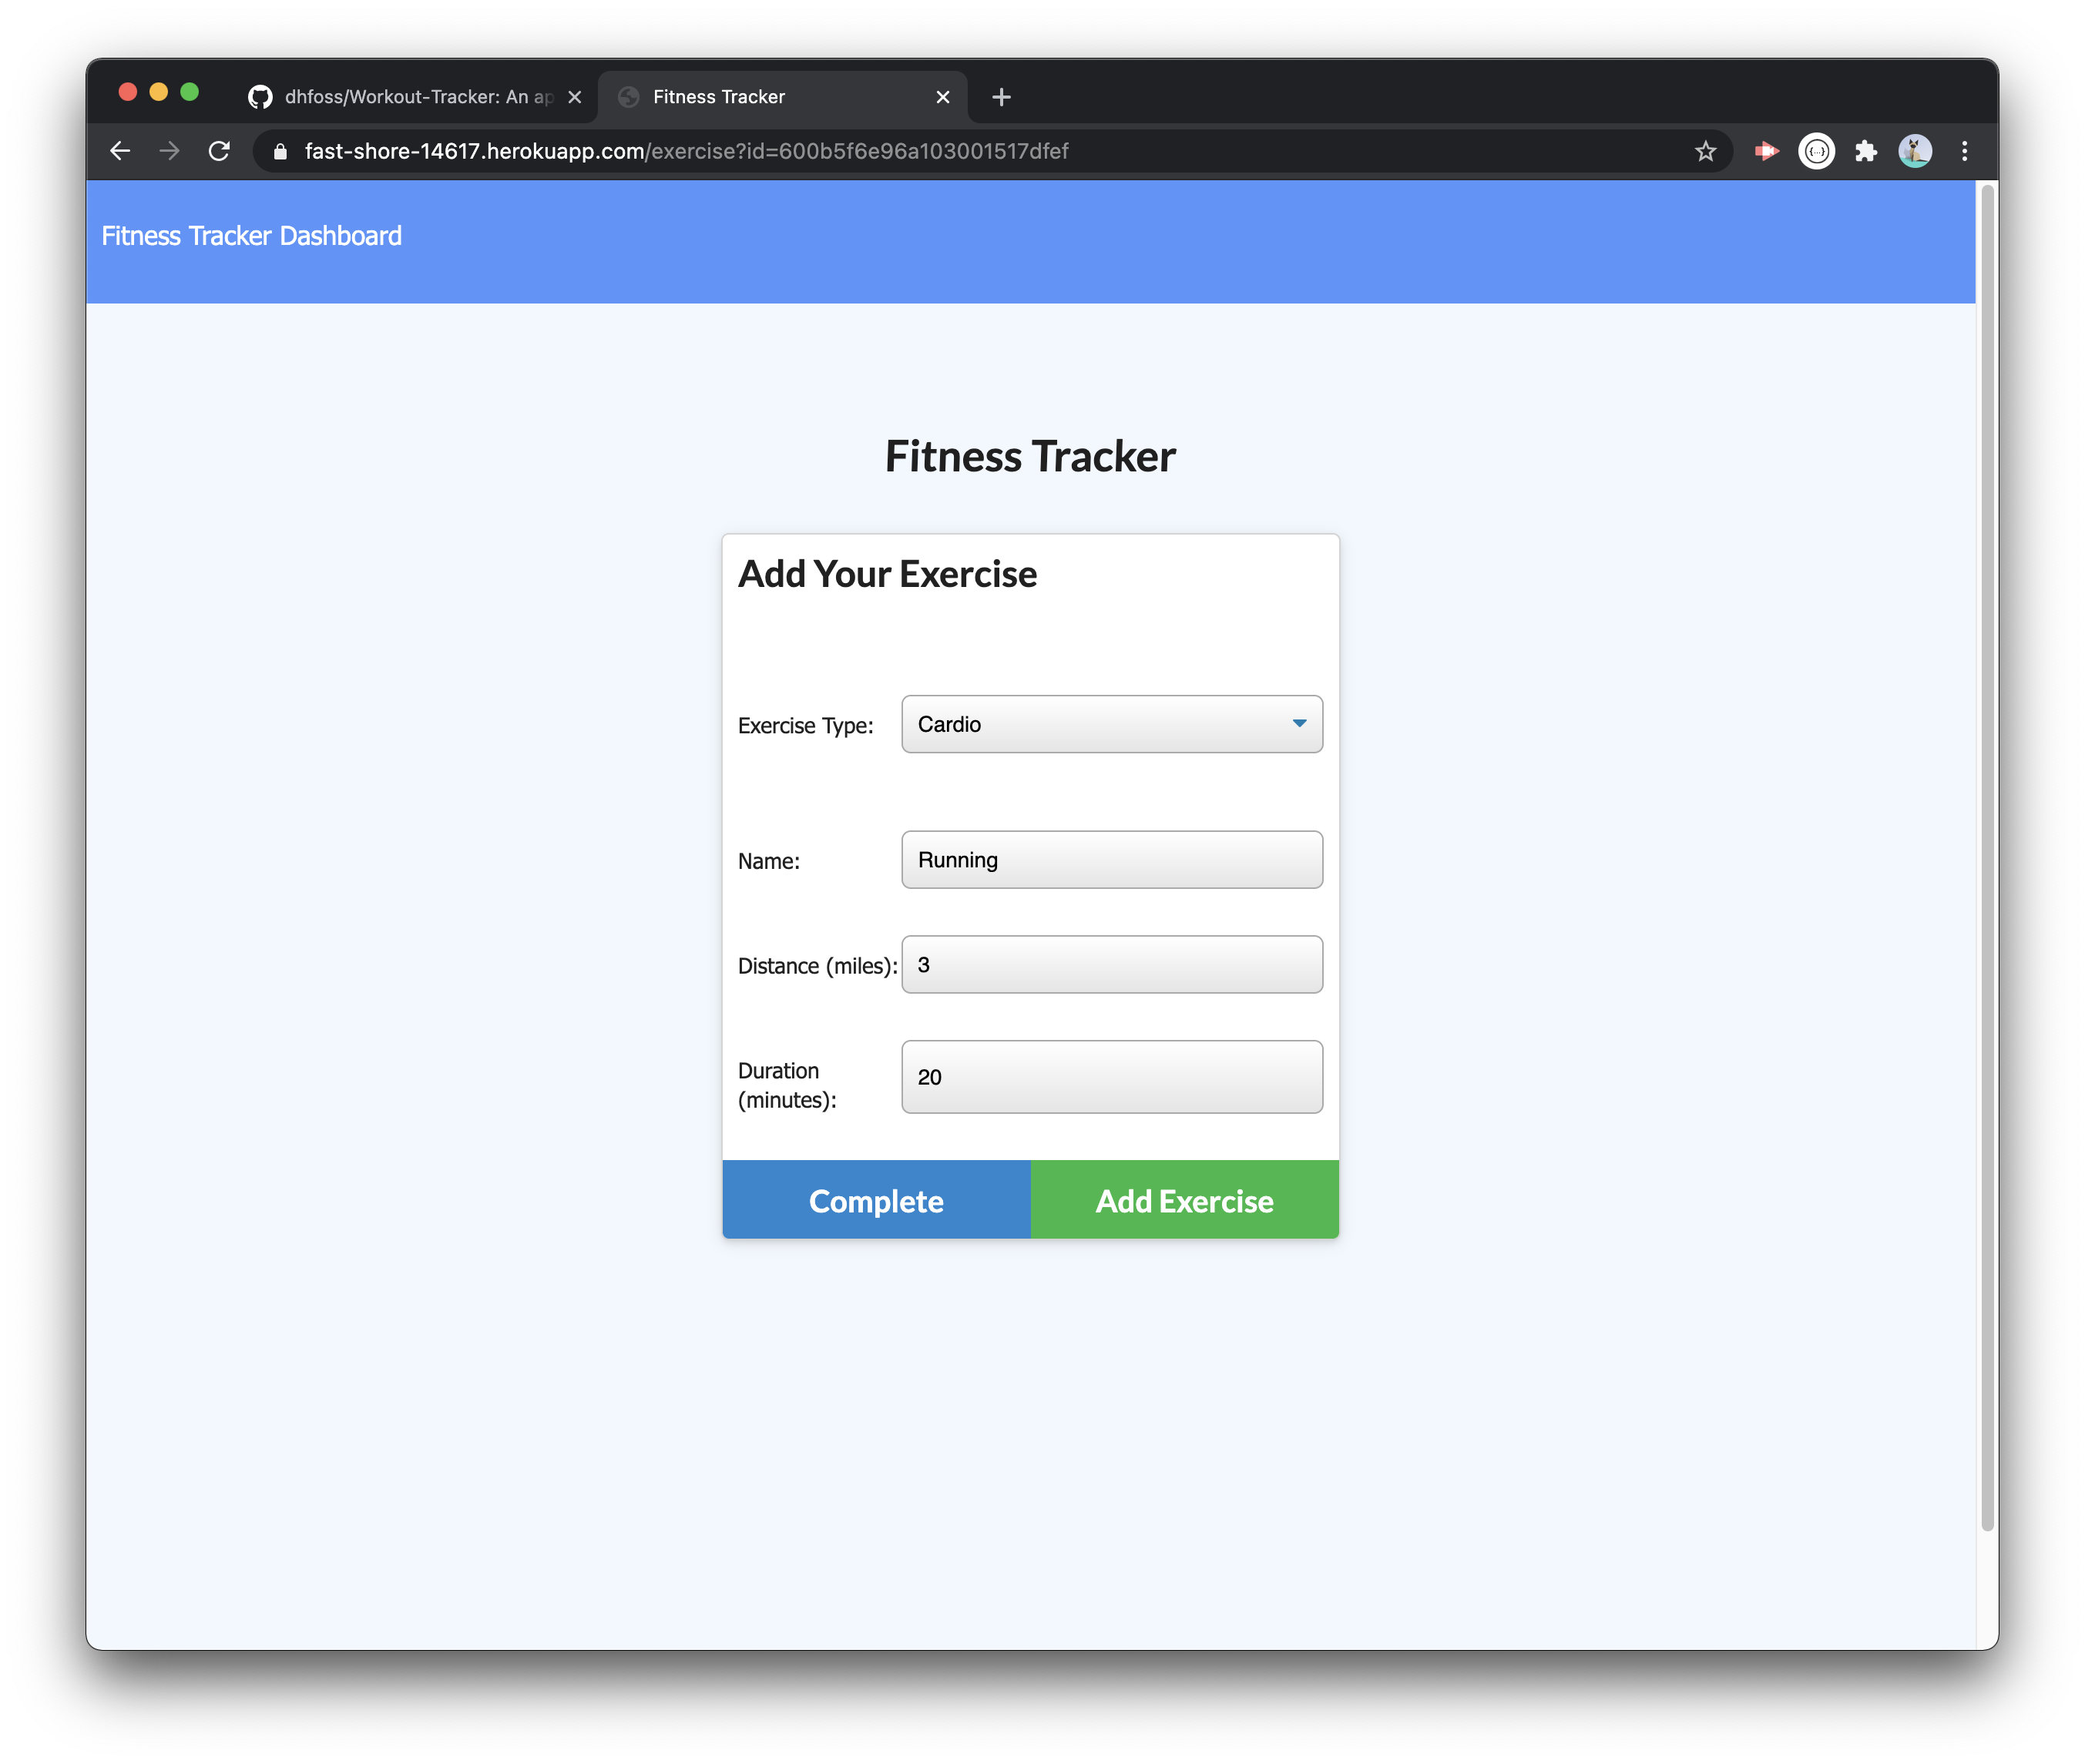 dhfoss/Workout-Tracker: An ap
Fitness Tracker
fast-shore-14617.herokuapp.com/exercise?id=600b5f6e96a103001517dfef
Fitness Tracker Dashboard
Fitness Tracker
Add Your Exercise
Exercise Type: Cardio
Name: Running
Distance (miles): 3
Duration
(minutes): 20
Complete Add Exercise